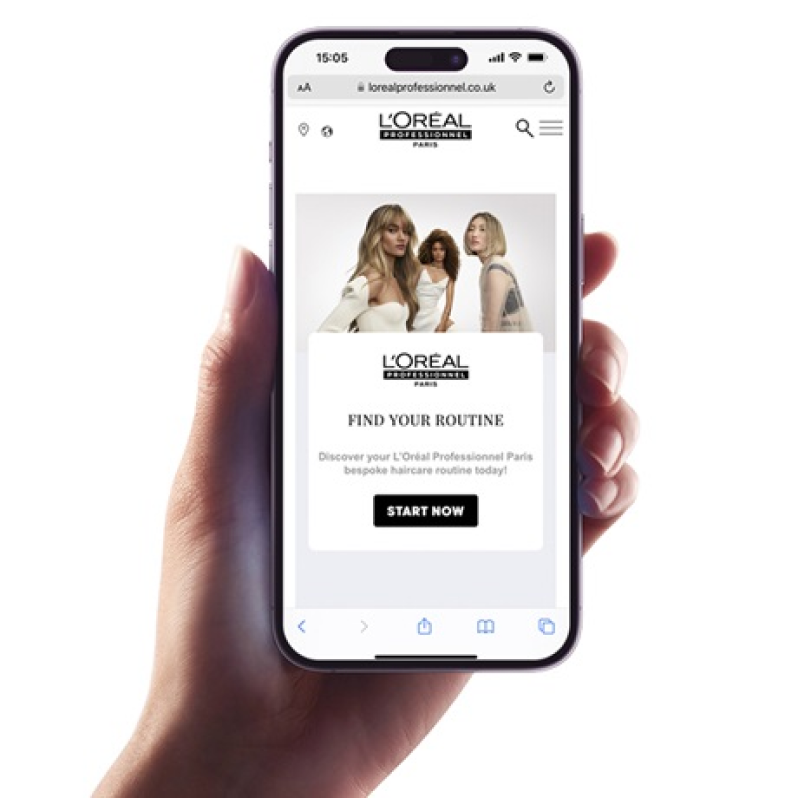 15:05
AA
lorealprofessionnel.co.uk
L'ORÉAL
PROFESSIONNEL
PARIS
L'ORÉAL
PROFESSIONNEL
PARIS
FIND YOUR ROUTINE
Discover your L'Oréal Professionnel Paris
bespoke haircare routine today!
START NOW